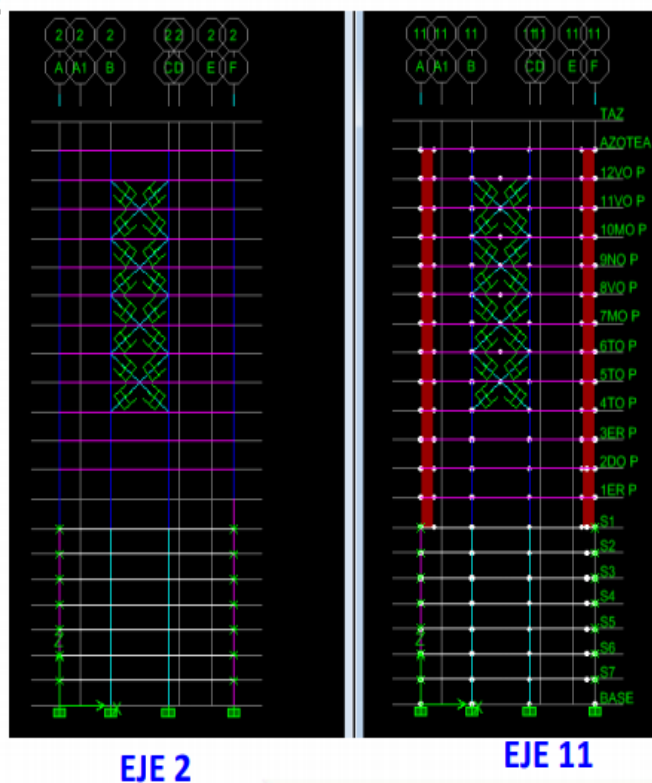 2 2 2 2 2 2 2
A A1 B C D E F
11 11 11 11 11 11 11
A A1 B C D E F
TAZ
AZOTEA
12VO P
11VO P
10MO P
9NO P
8VO P
7MO P
6TO P
5TO P
4TO P
3ER P
2DO P
1ER P
S1
S2
S3
S4
S5
S6
S7
BASE
Z
X
Z
X
EJE 2
EJE 11